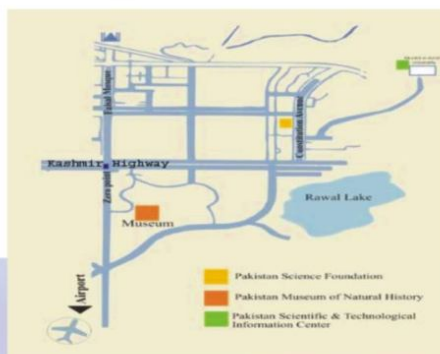 Faisal Mosque
Constitution Avenue
Kashmir Highway
Zero point
Museum
Rawal Lake
Airport
Pakistan Science Foundation
Pakistan Museum of Natural History
Pakistan Scientific & Technological
Information Center